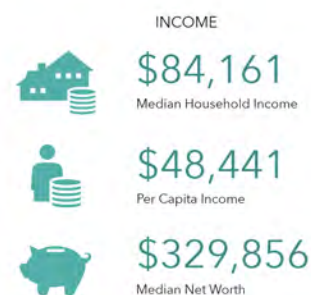 INCOME
$84,161
Median Household Income
$48,441
Per Capita Income
$329,856
Median Net Worth